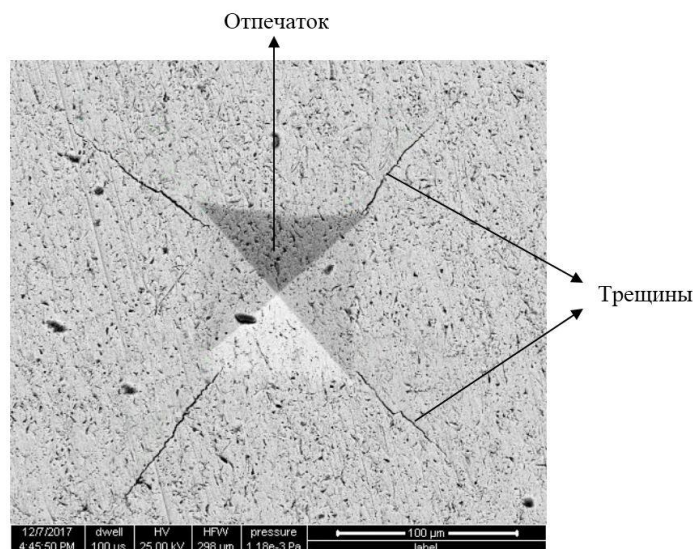 Отпечаток
Трещины
12/7/2017 dwell HV HFW pressure 100 µm
4:45:50 PM 100 µs 25.00 kV 298 µm 1.18e-3 Pa label